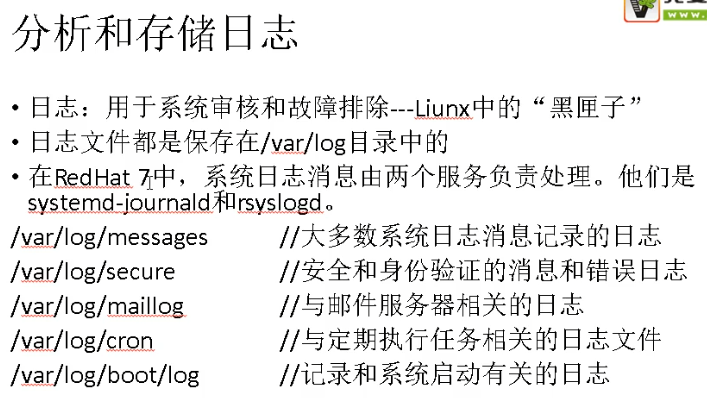 分析和存储日志
www.
• 日志：用于系统审核和故障排除---Liunx中的“黑匣子”
• 日志文件都是保存在/var/log目录中的
• 在RedHat 7中，系统日志消息由两个服务负责处理。他们是
systemd-journald和rsyslogd。
/var/log/messages //大多数系统日志消息记录的日志
/var/log/secure //安全和身份验证的消息和错误日志
/var/log/maillog //与邮件服务器相关的日志
/var/log/cron //与定期执行任务相关的日志文件
/var/log/boot/log //记录和系统启动有关的日志